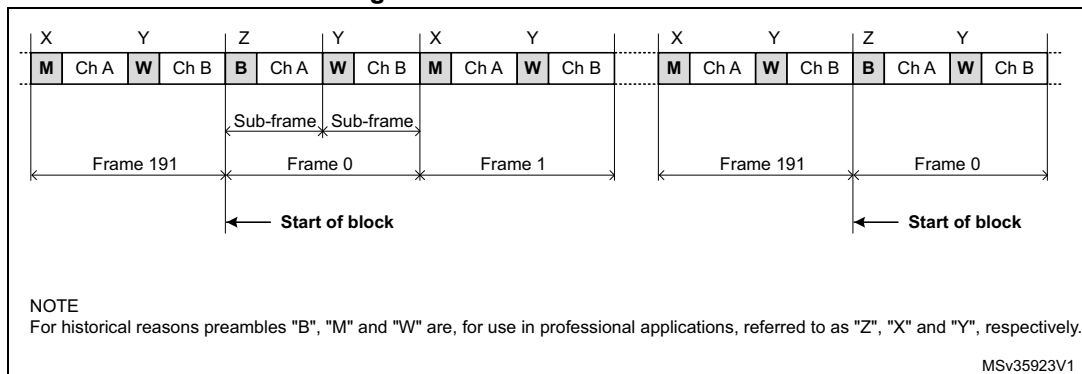 X Y Z Y X Y X Y Z Y
M Ch A W Ch B B Ch A W Ch B M Ch A W Ch B M Ch A W Ch B B Ch A W Ch B
Sub-frame Sub-frame
Frame 191 Frame 0 Frame 1 Frame 191 Frame 0
Start of block Start of block
NOTE
For historical reasons preambles "B", "M" and "W" are, for use in professional applications, referred to as "Z", "X" and "Y", respectively.
MSv35923V1